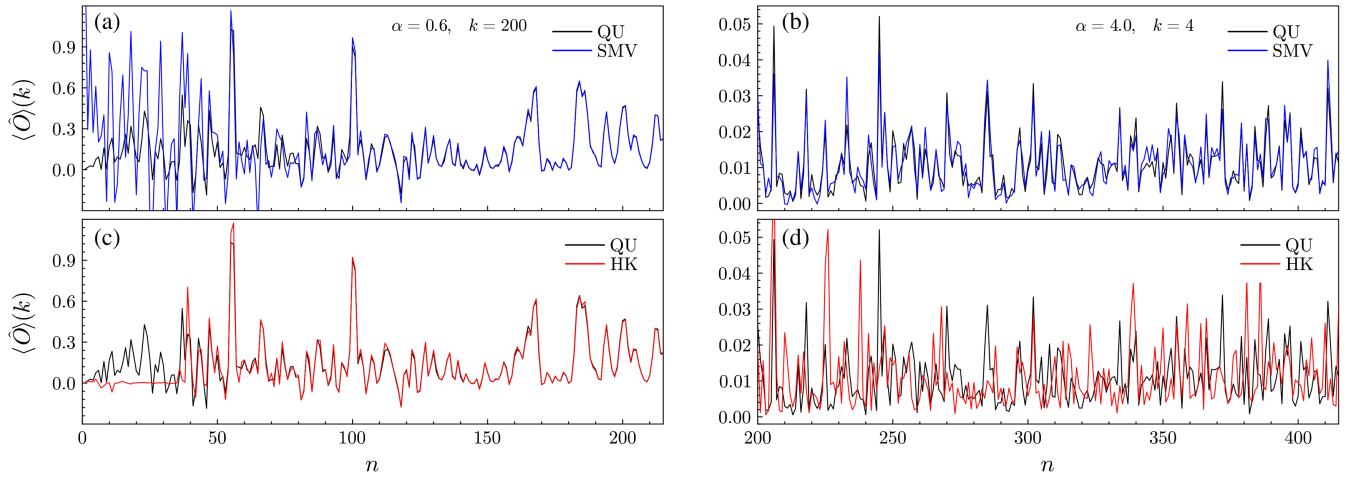 (a) α = 0.6, k = 200
QU
SMV
⟨Ô⟩(k)
0.9
0.6
0.3
0.0
(b) α = 4.0, k = 4
QU
SMV
0.05
0.04
0.03
0.02
0.01
0.00
(c)
QU
HK
⟨Ô⟩(k)
0.9
0.6
0.3
0.0
0 50 100 150 200
n
(d)
QU
HK
0.05
0.04
0.03
0.02
0.01
0.00
200 250 300 350 400
n